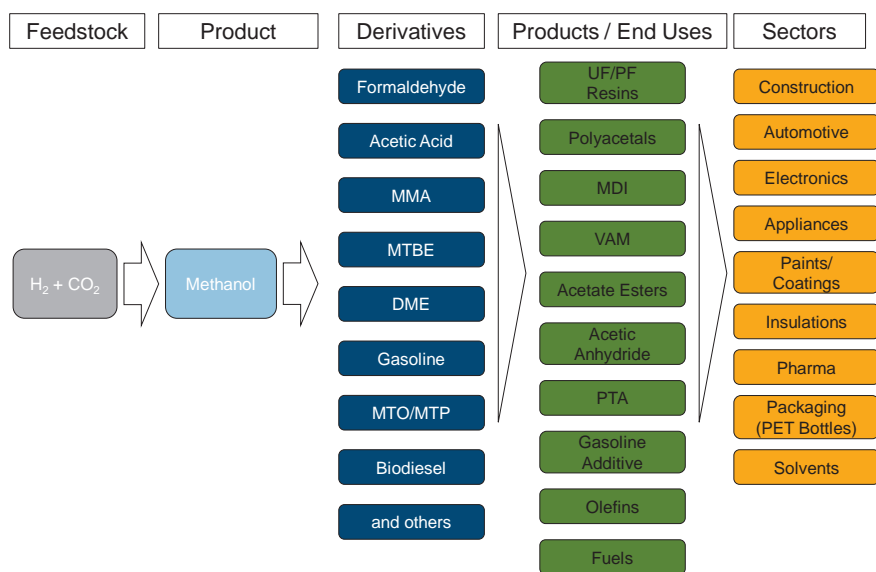 Feedstock
Product
Derivatives
Products / End Uses
Sectors
H₂ + CO₂
Methanol
Formaldehyde
Acetic Acid
MMA
MTBE
DME
Gasoline
MTO/MTP
Biodiesel
and others
UF/PF
Resins
Polyacetals
MDI
VAM
Acetate Esters
Acetic
Anhydride
PTA
Gasoline
Additive
Olefins
Fuels
Construction
Automotive
Electronics
Appliances
Paints/
Coatings
Insulations
Pharma
Packaging
(PET Bottles)
Solvents